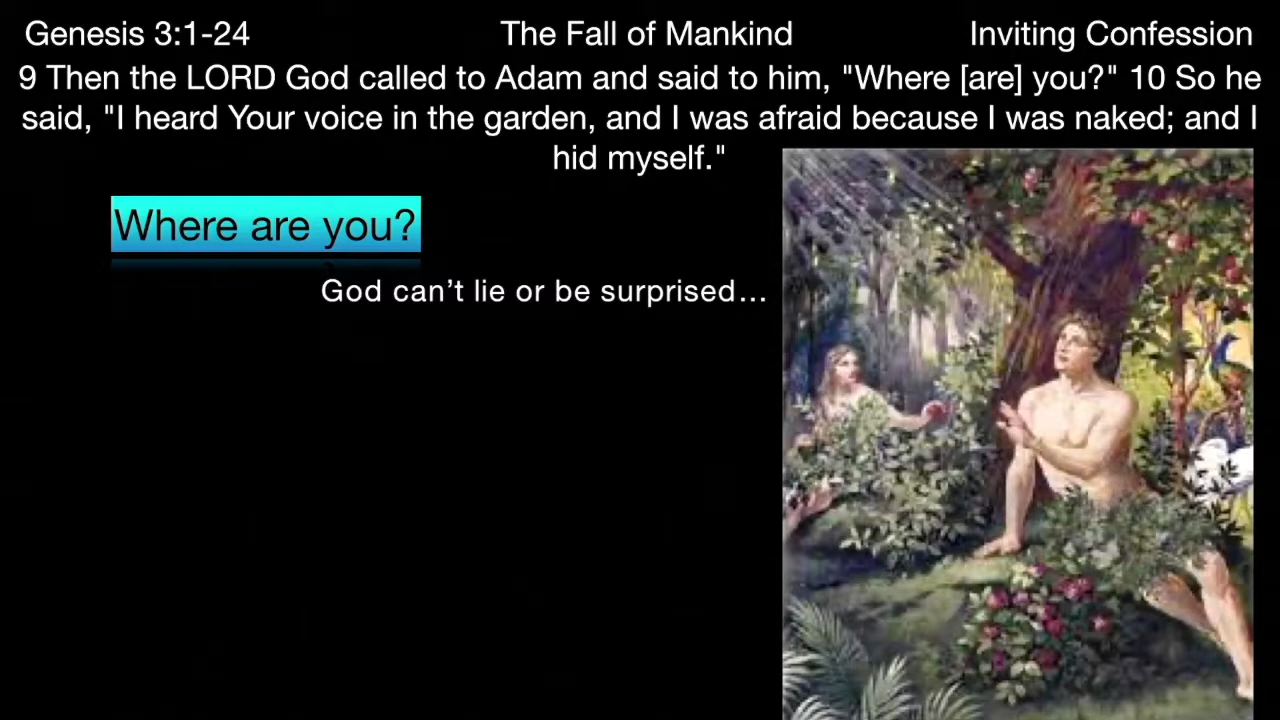 Genesis 3:1-24 The Fall of Mankind Inviting Confession
9 Then the LORD God called to Adam and said to him, "Where [are] you?" 10 So he
said, "I heard Your voice in the garden, and I was afraid because I was naked; and I
hid myself."
Where are you?
God can’t lie or be surprised…